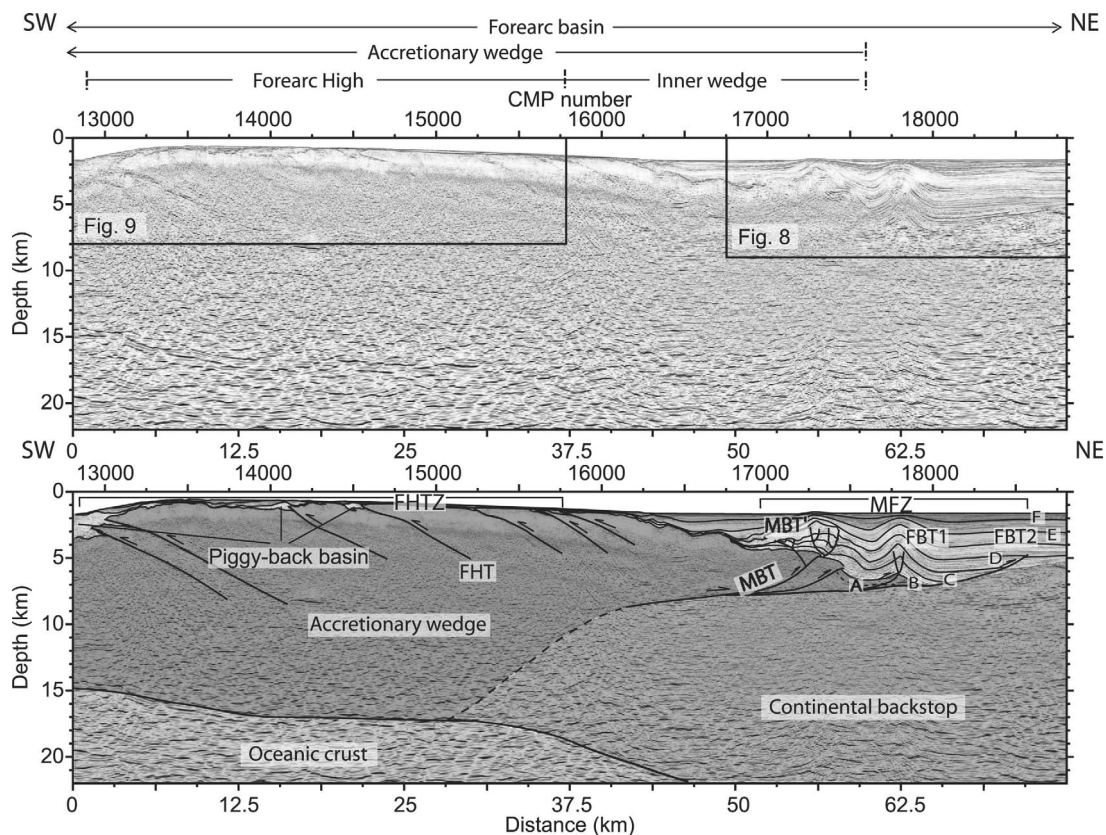 SW Forearc basin NE
Accretionary wedge
Forearc High Inner wedge
CMP number
13000 14000 15000 16000 17000 18000
0
5
10
15
20
Depth (km)
Fig. 9
Fig. 8
0 12.5 25 37.5 50 62.5
SW NE
13000 14000 15000 16000 17000 18000
0
5
10
15
20
Depth (km)
FHTZ
MFZ
Piggy-back basin
FHT
MBT'
MBT
FBT1
FBT2
F
E
D
A
B
C
Accretionary wedge
Continental backstop
Oceanic crust
0 12.5 25 37.5 50 62.5
Distance (km)